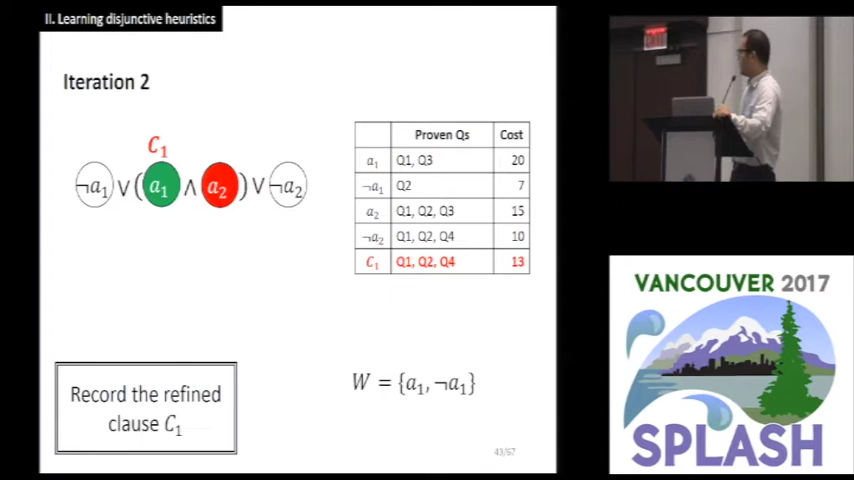 II. Learning disjunctive heuristics
Iteration 2
C₁
¬a₁ ∨ (a₁ ∧ a₂) ∨ ¬a₂
Proven Qs Cost
a₁ Q1, Q3 20
¬a₁ Q2 7
a₂ Q1, Q2, Q3 15
¬a₂ Q1, Q2, Q4 10
C₁ Q1, Q2, Q4 13
Record the refined
clause C₁
W = {a₁, ¬a₁}
43/67
EXIT
VANCOUVER 2017
SPLASH